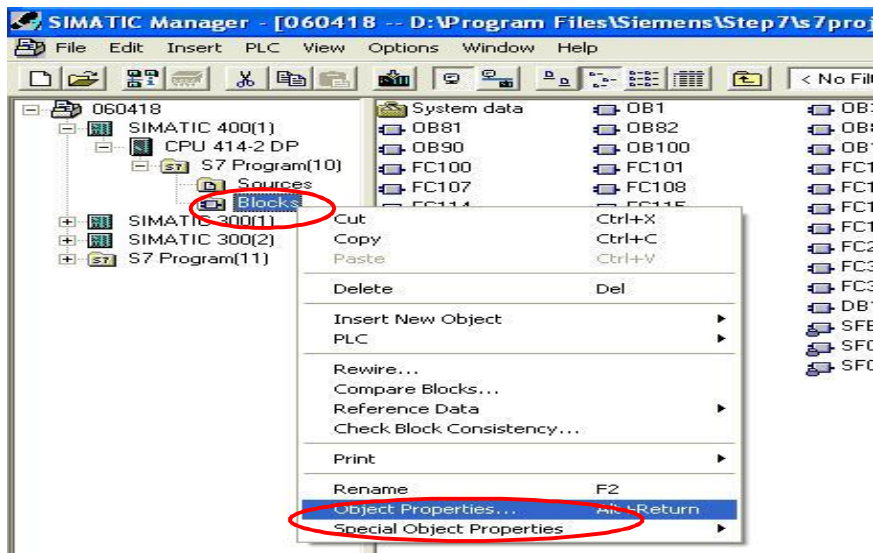 SIMATIC Manager - [060418 -- D:\Program Files\Siemens\Step7\s7proj
File Edit Insert PLC View Options Window Help
< No Filt
060418
SIMATIC 400(1)
CPU 414-2 DP
S7 Program(10)
Sources
Blocks
SIMATIC 300(1)
SIMATIC 300(2)
S7 Program(11)
System data OB1
OB81 OB82
OB90 OB100
FC100 FC101
FC107 FC108
FC114 FC115
Cut Ctrl+X
Copy Ctrl+C
Paste Ctrl+V
Delete Del
Insert New Object
PLC
Rewire...
Compare Blocks...
Reference Data
Check Block Consistency...
Print
Rename F2
Object Properties... Alt+Return
Special Object Properties